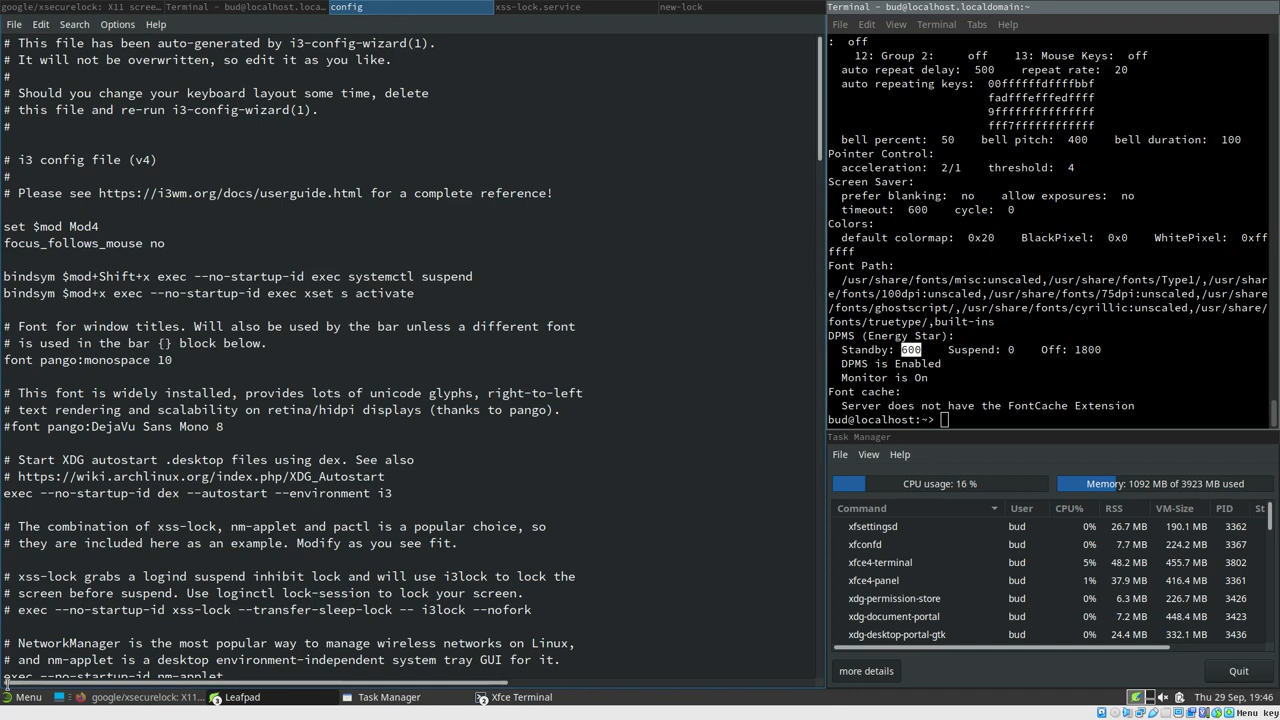 google/xsecurelock: X11 scree...
Terminal - bud@localhost.loca...
config
xss-lock.service
new-lock
File Edit Search Options Help
# This file has been auto-generated by i3-config-wizard(1).
# It will not be overwritten, so edit it as you like.
#
# Should you change your keyboard layout some time, delete
# this file and re-run i3-config-wizard(1).
#
# i3 config file (v4)
#
# Please see https://i3wm.org/docs/userguide.html for a complete reference!
set $mod Mod4
focus_follows_mouse no
bindsym $mod+Shift+x exec --no-startup-id exec systemctl suspend
bindsym $mod+x exec --no-startup-id exec xset s activate
# Font for window titles. Will also be used by the bar unless a different font
# is used in the bar {} block below.
font pango:monospace 10
# This font is widely installed, provides lots of unicode glyphs, right-to-left
# text rendering and scalability on retina/hidpi displays (thanks to pango).
#font pango:DejaVu Sans Mono 8
# Start XDG autostart .desktop files using dex. See also
# https://wiki.archlinux.org/index.php/XDG_Autostart
exec --no-startup-id dex --autostart --environment i3
# The combination of xss-lock, nm-applet and pactl is a popular choice, so
# they are included here as an example. Modify as you see fit.
# xss-lock grabs a logind suspend inhibit lock and will use i3lock to lock the
# screen before suspend. Use loginctl lock-session to lock your screen.
# exec --no-startup-id xss-lock --transfer-sleep-lock -- i3lock --nofork
# NetworkManager is the most popular way to manage wireless networks on Linux,
# and nm-applet is a desktop environment-independent system tray GUI for it.
exec --no-startup-id nm-applet
Terminal - bud@localhost.localdomain:~
File Edit View Terminal Tabs Help
: off
12: Group 2: off 13: Mouse Keys: off
auto repeat delay: 500 repeat rate: 20
auto repeating keys: 00ffffffdffffbbf
fadfffefffedffff
9fffffffffffffff
fff7ffffffffffff
bell percent: 50 bell pitch: 400 bell duration: 100
Pointer Control:
acceleration: 2/1 threshold: 4
Screen Saver:
prefer blanking: no allow exposures: no
timeout: 600 cycle: 0
Colors:
default colormap: 0x20 BlackPixel: 0x0 WhitePixel: 0xff
ffff
Font Path:
/usr/share/fonts/misc:unscaled,/usr/share/fonts/Type1/,/usr/shar
e/fonts/100dpi:unscaled,/usr/share/fonts/75dpi:unscaled,/usr/share
/fonts/ghostscript/,/usr/share/fonts/cyrillic:unscaled,/usr/share/
fonts/truetype/,built-ins
DPMS (Energy Star):
Standby: 600 Suspend: 0 Off: 1800
DPMS is Enabled
Monitor is On
Font cache:
Server does not have the FontCache Extension
bud@localhost:~>
Task Manager
File View Help
CPU usage: 16 % Memory: 1092 MB of 3923 MB used
Command User CPU% RSS VM-Size PID St
xfsettingsd bud 0% 26.7 MB 190.1 MB 3362
xfconfd bud 0% 7.7 MB 224.2 MB 3367
xfce4-terminal bud 5% 48.2 MB 455.7 MB 3802
xfce4-panel bud 1% 37.9 MB 416.4 MB 3361
xdg-permission-store bud 0% 6.3 MB 226.7 MB 3426
xdg-document-portal bud 0% 7.2 MB 448.4 MB 3423
xdg-desktop-portal-gtk bud 0% 24.4 MB 332.1 MB 3436
more details Quit
Menu google/xsecurelock: X11... 3 Leafpad Task Manager 2 Xfce Terminal Thu 29 Sep, 19:46
Menu key